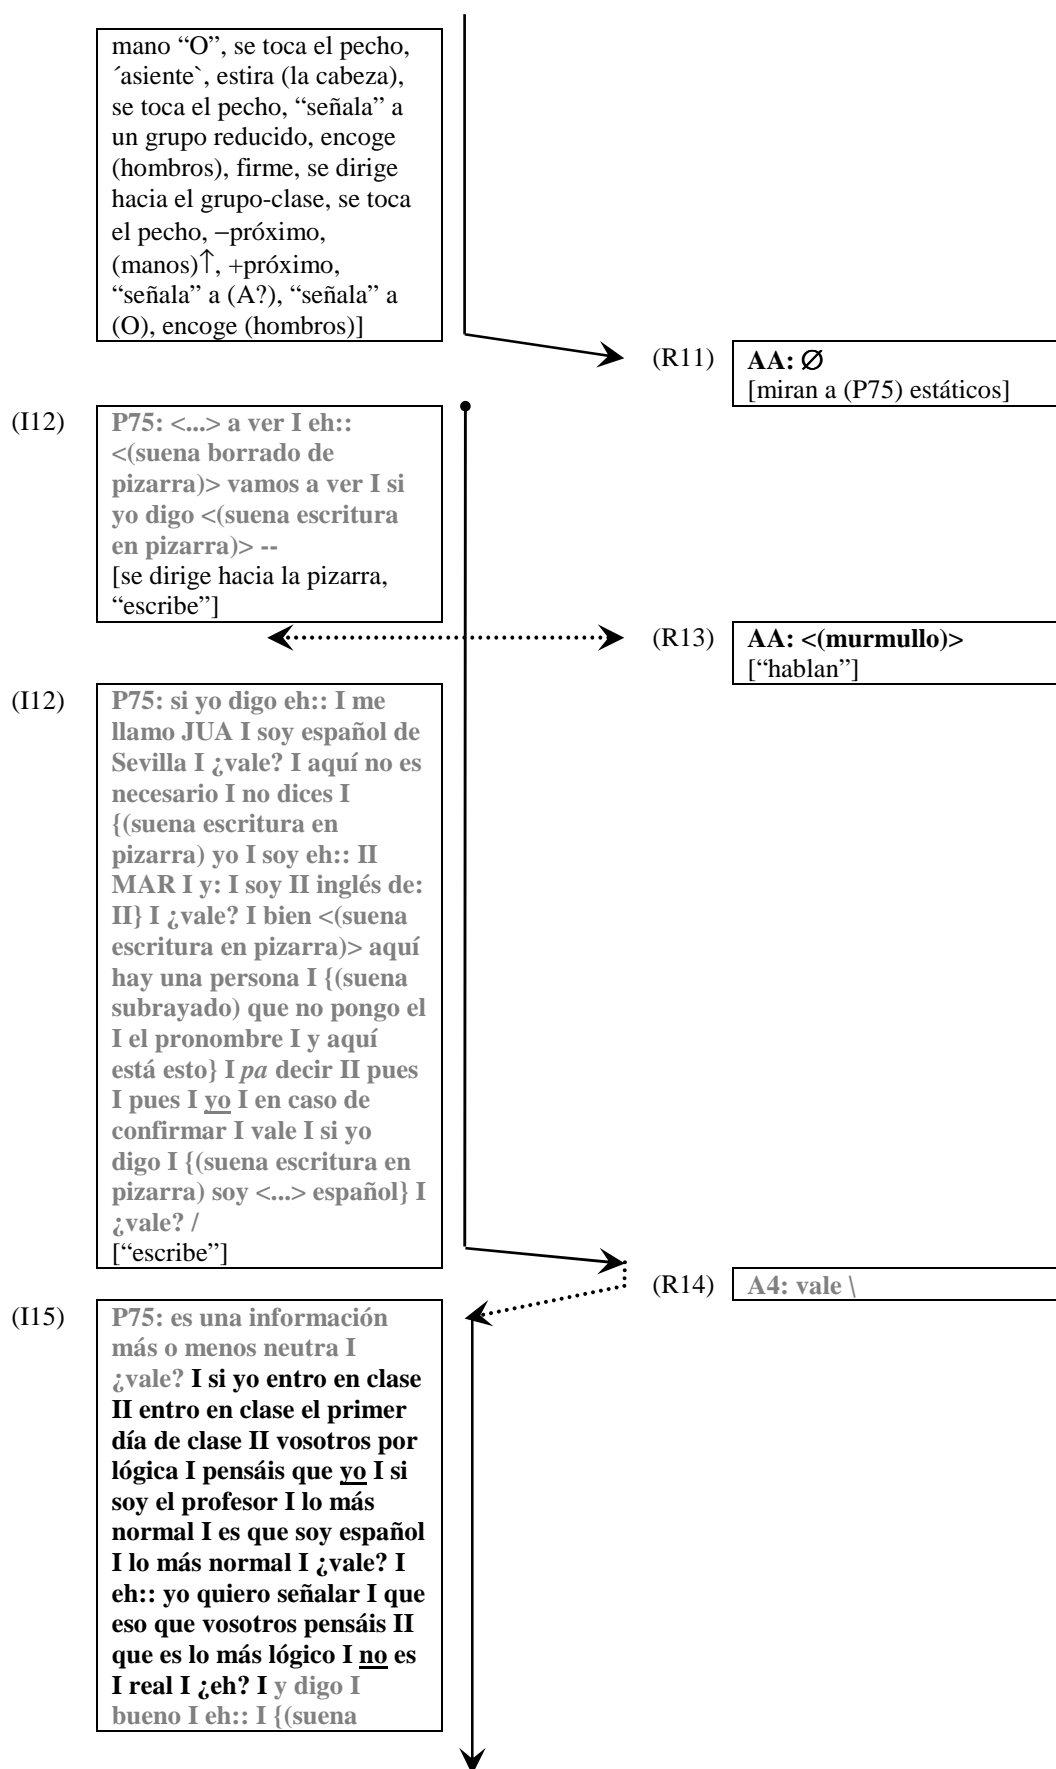 mano “O”, se toca el pecho,
´asiente`, estira (la cabeza),
se toca el pecho, “señala” a
un grupo reducido, encoge
(hombros), firme, se dirige
hacia el grupo-clase, se toca
el pecho, −próximo,
(manos)↑, +próximo,
“señala” a (A?), “señala” a
(O), encoge (hombros)]
(R11)
AA: Ø
[miran a (P75) estáticos]
(I12)
P75: <...> a ver I eh::
<(suena borrado de
pizarra)> vamos a ver I si
yo digo <(suena escritura
en pizarra)> --
[se dirige hacia la pizarra,
“escribe”]
(R13)
AA: <(murmullo)>
[“hablan”]
(I12)
P75: si yo digo eh:: I me
llamo JUA I soy español de
Sevilla I ¿vale? I aquí no es
necesario I no dices I
{(suena escritura en
pizarra) yo I soy eh:: II
MAR I y: I soy II inglés de:
II} I ¿vale? I bien <(suena
escritura en pizarra)> aquí
hay una persona I {(suena
subrayado) que no pongo el
I el pronombre I y aquí
está esto} I pa decir II pues
I pues I yo I en caso de
confirmar I vale I si yo
digo I {(suena escritura en
pizarra) soy <...> español} I
¿vale? /
[“escribe”]
(R14)
A4: vale \
(I15)
P75: es una información
más o menos neutra I
¿vale? I si yo entro en clase
II entro en clase el primer
día de clase II vosotros por
lógica I pensáis que yo I si
soy el profesor I lo más
normal I es que soy español
I lo más normal I ¿vale? I
eh:: yo quiero señalar I que
eso que vosotros pensáis II
que es lo más lógico I no es
I real I ¿eh? I y digo I
bueno I eh:: I {(suena